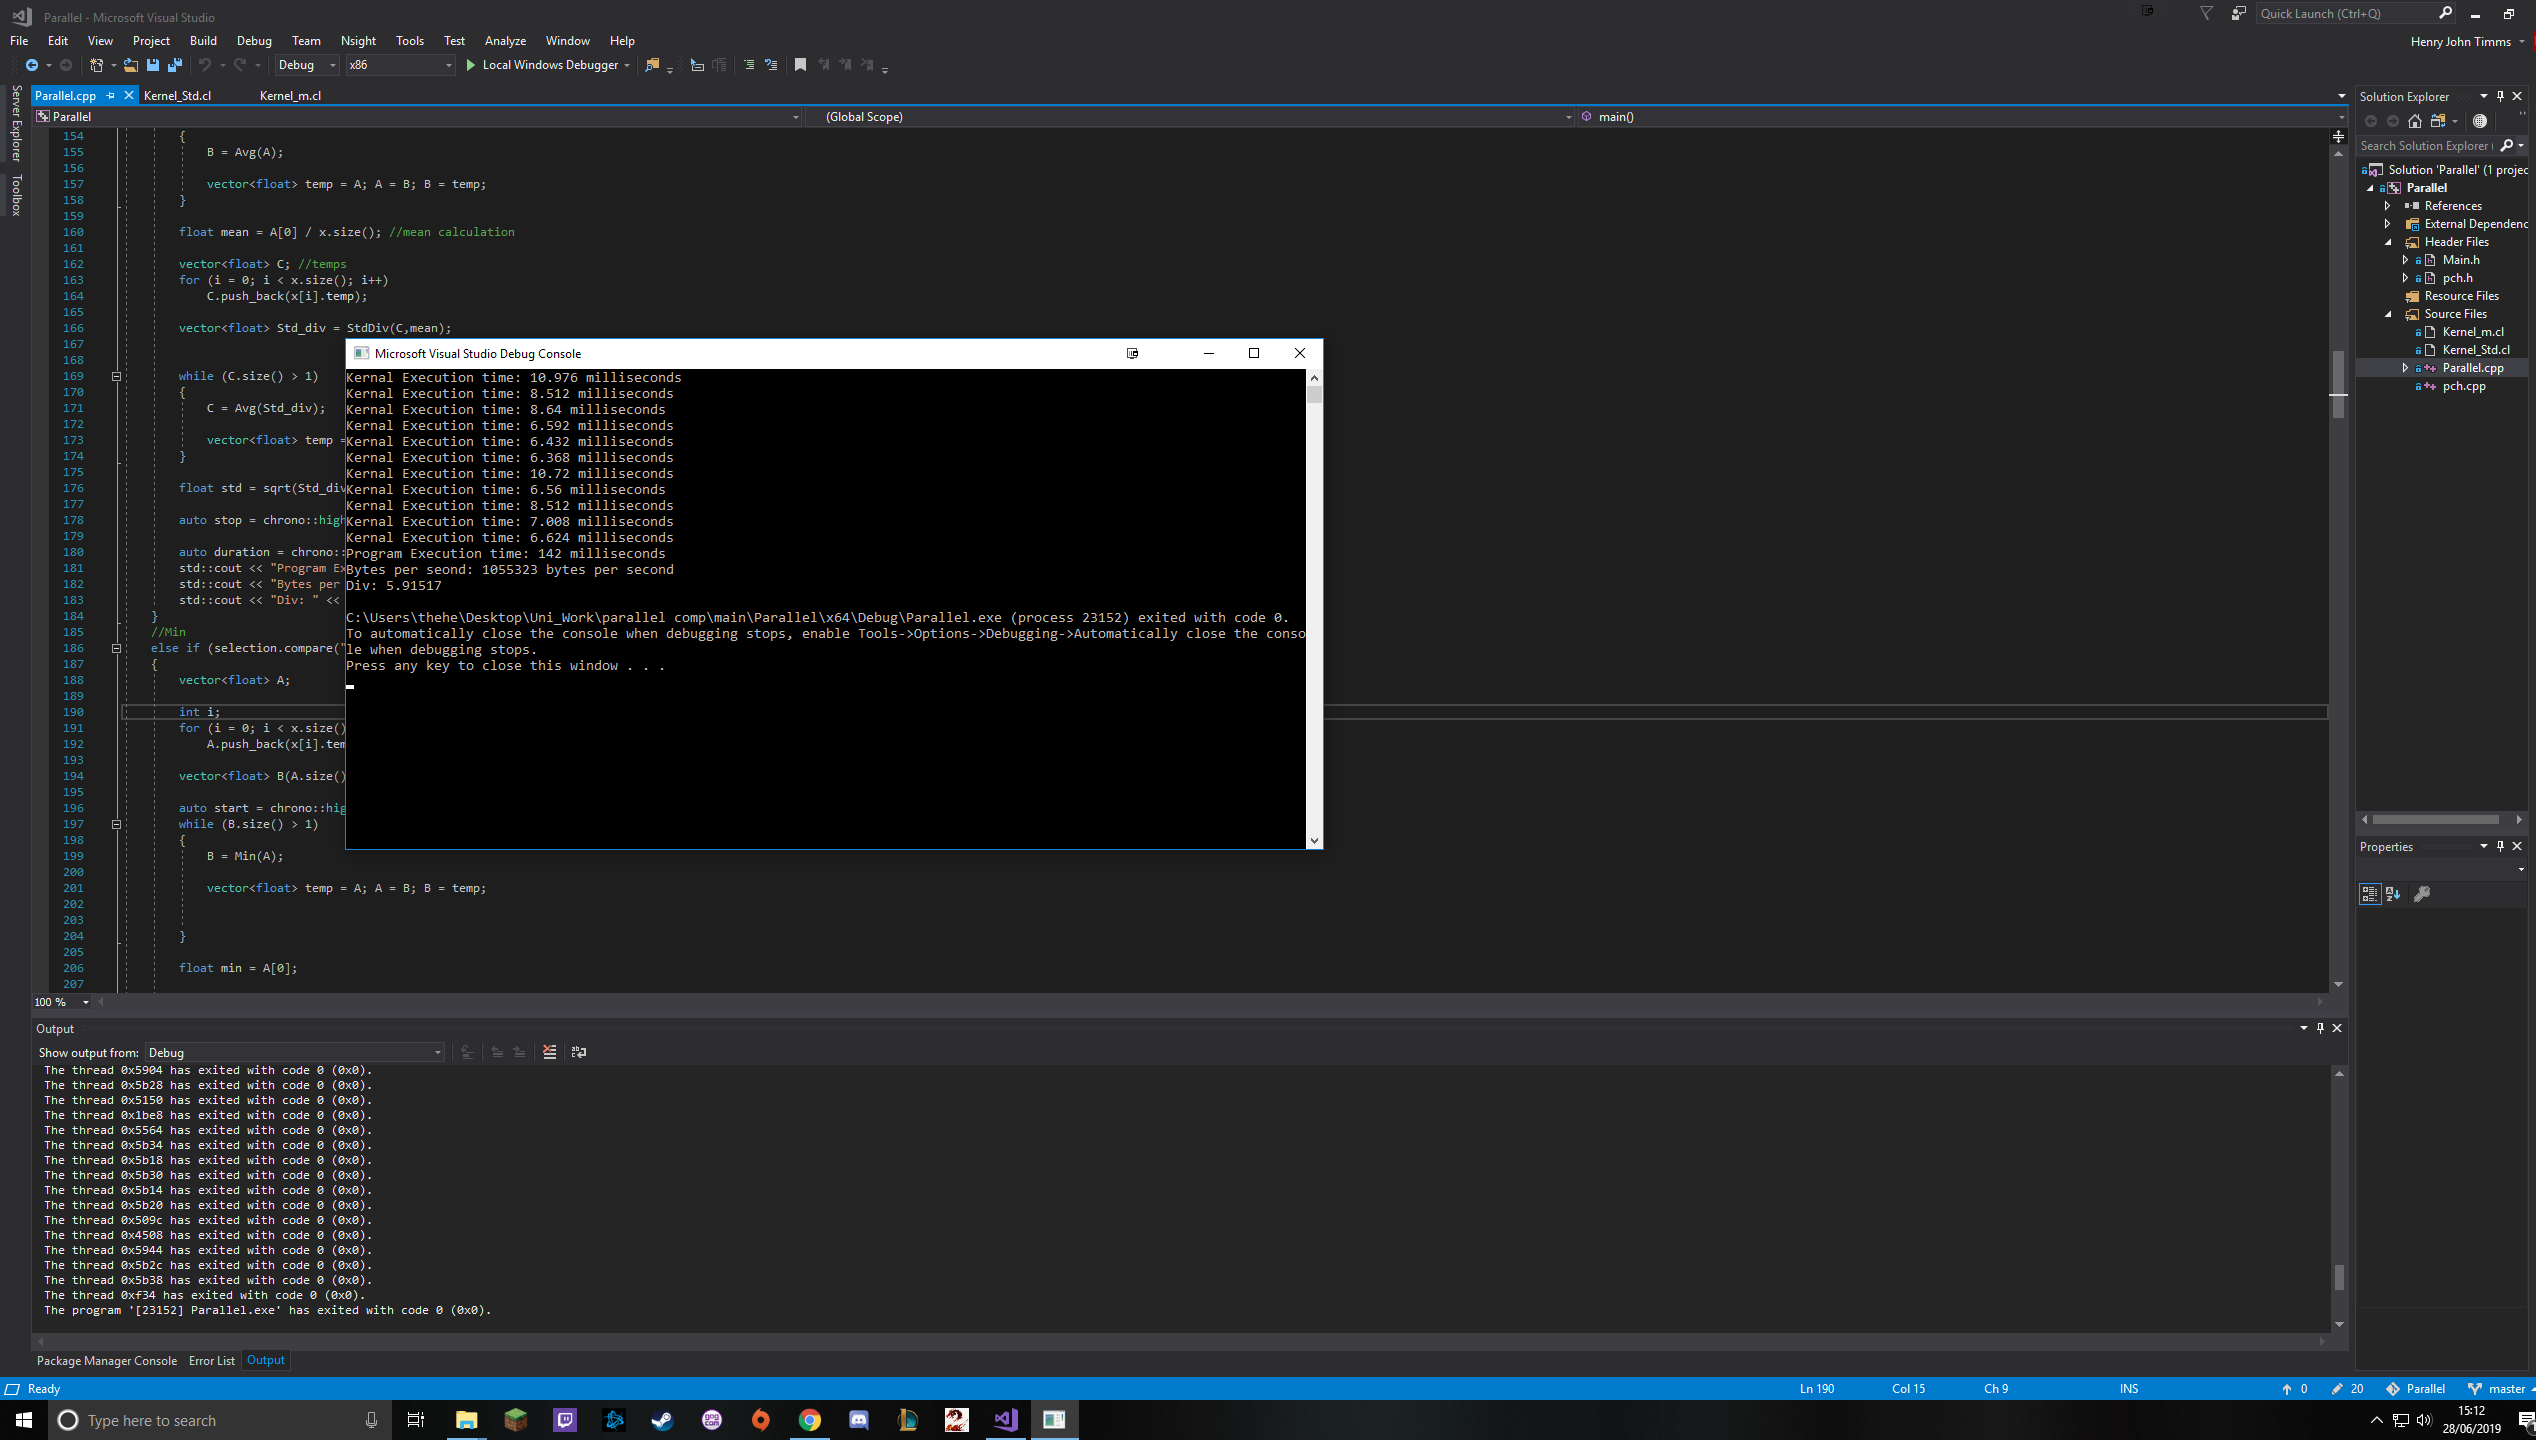 Parallel - Microsoft Visual Studio
Quick Launch (Ctrl+Q)
File Edit View Project Build Debug Team Nsight Tools Test Analyze Window Help
Henry John Timms
Debug x86 Local Windows Debugger
Server Explorer
Toolbox
Parallel.cpp Kernel_Std.cl Kernel_m.cl
Parallel (Global Scope) main()
154 {
155 B = Avg(A);
156
157 vector<float> temp = A; A = B; B = temp;
158 }
159
160 float mean = A[0] / x.size(); //mean calculation
161
162 vector<float> C; //temps
163 for (i = 0; i < x.size(); i++)
164 C.push_back(x[i].temp);
165
166 vector<float> Std_div = StdDiv(C,mean);
167
168
169 while (C.size() > 1)
170 {
171 C = Avg(Std_div);
172
173 vector<float> temp =
174 }
175
176 float std = sqrt(Std_div
177
178 auto stop = chrono::high
179
180 auto duration = chrono::
181 std::cout << "Program Ex
182 std::cout << "Bytes per
183 std::cout << "Div: " <<
184 }
185 //Min
186 else if (selection.compare("
187 {
188 vector<float> A;
189
190 int i;
191 for (i = 0; i < x.size()
192 A.push_back(x[i].tem
193
194 vector<float> B(A.size()
195
196 auto start = chrono::hig
197 while (B.size() > 1)
198 {
199 B = Min(A);
200
201 vector<float> temp = A; A = B; B = temp;
202
203
204 }
205
206 float min = A[0];
207
100 %
Microsoft Visual Studio Debug Console
Kernal Execution time: 10.976 milliseconds
Kernal Execution time: 8.512 milliseconds
Kernal Execution time: 8.64 milliseconds
Kernal Execution time: 6.592 milliseconds
Kernal Execution time: 6.432 milliseconds
Kernal Execution time: 6.368 milliseconds
Kernal Execution time: 10.72 milliseconds
Kernal Execution time: 6.56 milliseconds
Kernal Execution time: 8.512 milliseconds
Kernal Execution time: 7.008 milliseconds
Kernal Execution time: 6.624 milliseconds
Program Execution time: 142 milliseconds
Bytes per seond: 1055323 bytes per second
Div: 5.91517
C:\Users\thehe\Desktop\Uni_Work\parallel comp\main\Parallel\x64\Debug\Parallel.exe (process 23152) exited with code 0.
To automatically close the console when debugging stops, enable Tools->Options->Debugging->Automatically close the conso
le when debugging stops.
Press any key to close this window . . .
Solution Explorer
Search Solution Explorer (
Solution 'Parallel' (1 projec
Parallel
References
External Dependenc
Header Files
Main.h
pch.h
Resource Files
Source Files
Kernel_m.cl
Kernel_Std.cl
Parallel.cpp
pch.cpp
Properties
Output
Show output from: Debug
The thread 0x5904 has exited with code 0 (0x0).
The thread 0x5b28 has exited with code 0 (0x0).
The thread 0x5150 has exited with code 0 (0x0).
The thread 0x1be8 has exited with code 0 (0x0).
The thread 0x5564 has exited with code 0 (0x0).
The thread 0x5b34 has exited with code 0 (0x0).
The thread 0x5b18 has exited with code 0 (0x0).
The thread 0x5b30 has exited with code 0 (0x0).
The thread 0x5b14 has exited with code 0 (0x0).
The thread 0x5b20 has exited with code 0 (0x0).
The thread 0x509c has exited with code 0 (0x0).
The thread 0x4508 has exited with code 0 (0x0).
The thread 0x5944 has exited with code 0 (0x0).
The thread 0x5b2c has exited with code 0 (0x0).
The thread 0x5b38 has exited with code 0 (0x0).
The thread 0xf34 has exited with code 0 (0x0).
The program '[23152] Parallel.exe' has exited with code 0 (0x0).
Package Manager Console Error List Output
Ready Ln 190 Col 15 Ch 9 INS 0 20 Parallel master
Type here to search
gog com
15:12
28/06/2019